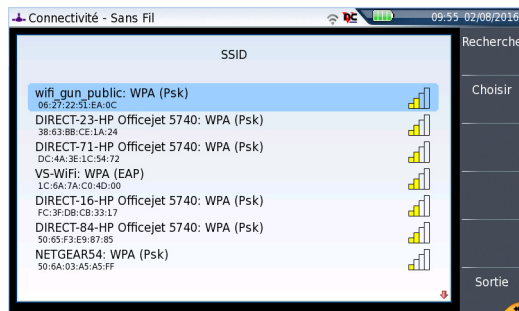 Connectivité - Sans Fil
DC
09:55 02/08/2016
SSID
wifi_gun_public: WPA (Psk)
06:27:22:51:EA:0C
DIRECT-23-HP Officejet 5740: WPA (Psk)
38:63:BB:CE:1A:24
DIRECT-71-HP Officejet 5740: WPA (Psk)
DC:4A:3E:1C:54:72
VS-WiFi: WPA (EAP)
1C:6A:7A:C0:4D:00
DIRECT-16-HP Officejet 5740: WPA (Psk)
FC:3F:DB:CB:33:17
DIRECT-84-HP Officejet 5740: WPA (Psk)
50:65:F3:E9:87:85
NETGEAR54: WPA (Psk)
50:6A:03:A5:A5:FF
Recherche
Choisir
Sortie